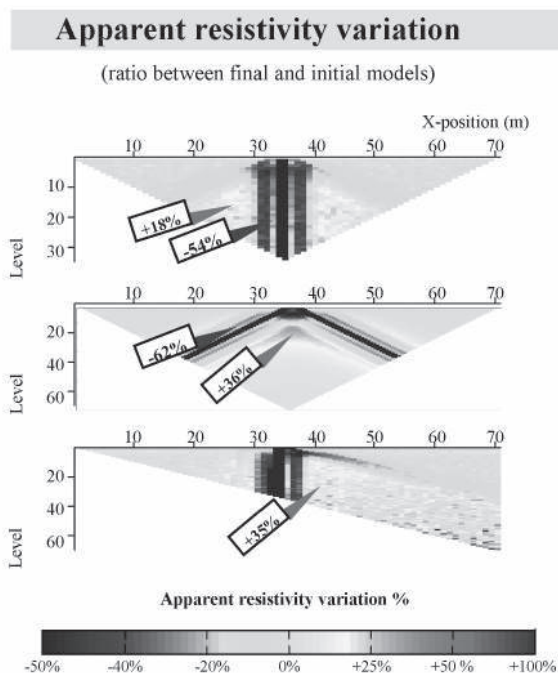 Apparent resistivity variation
(ratio between final and initial models)
X-position (m)
10 20 30 40 50 60 70
10
20
30
Level
+18%
-54%
10 20 30 40 50 60 70
20
40
60
Level
-62%
+36%
10 20 30 40 50 60 70
20
40
60
Level
+35%
Apparent resistivity variation %
-50% -40% -20% 0% +25% +50 % +100%